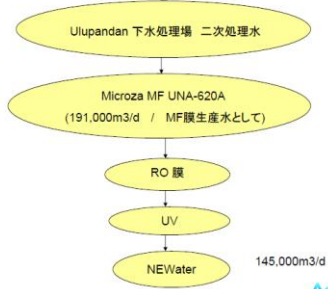 Ulupandan 下水処理場　二次処理水
Microza MF UNA-620A
(191,000m3/d　/　MF膜生産水として)
RO 膜
UV
NEWater
145,000m3/d